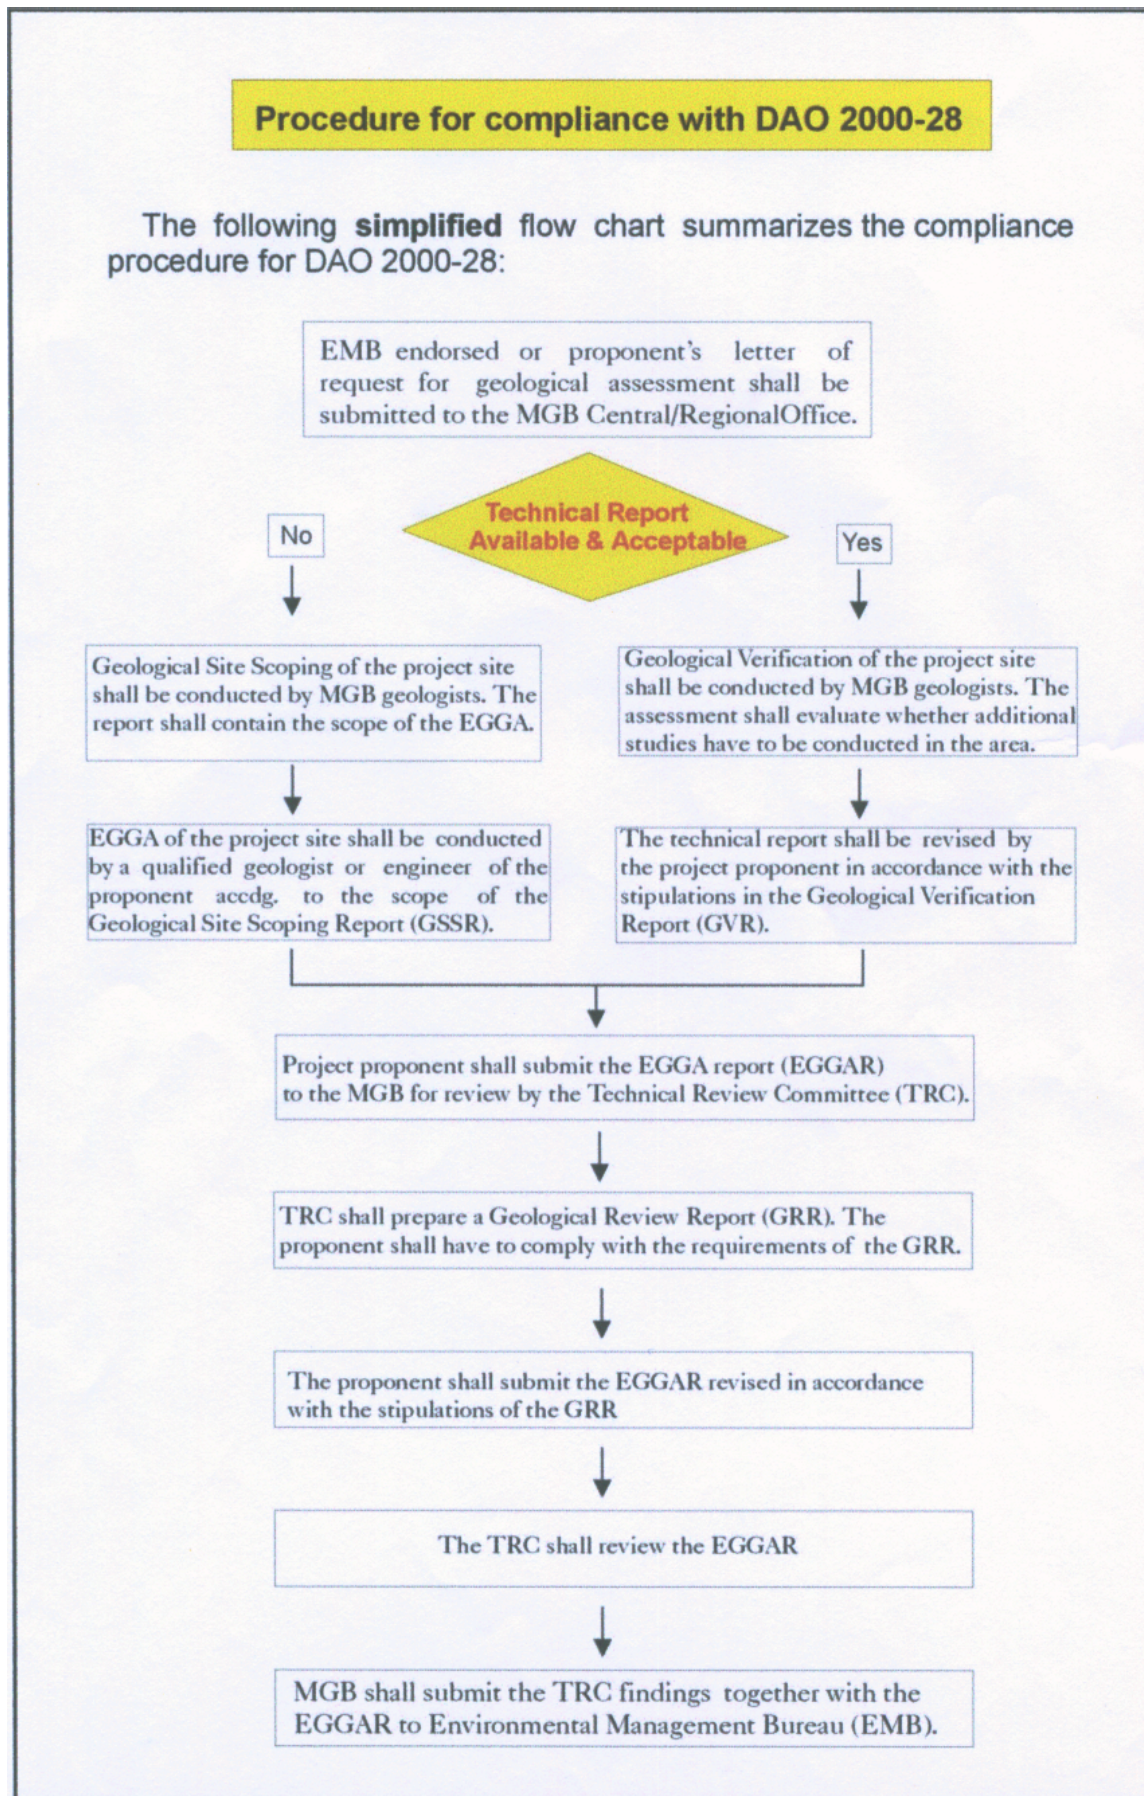 Procedure for compliance with DAO 2000-28
The following simplified flow chart summarizes the compliance
procedure for DAO 2000-28:
EMB endorsed or proponent's letter of
request for geological assessment shall be
submitted to the MGB Central/RegionalOffice.
Technical Report
Available & Acceptable
No
Yes
Geological Site Scoping of the project site
shall be conducted by MGB geologists. The
report shall contain the scope of the EGGA.
Geological Verification of the project site
shall be conducted by MGB geologists. The
assessment shall evaluate whether additional
studies have to be conducted in the area.
EGGA of the project site shall be conducted
by a qualified geologist or engineer of the
proponent accdg. to the scope of the
Geological Site Scoping Report (GSSR).
The technical report shall be revised by
the project proponent in accordance with the
stipulations in the Geological Verification
Report (GVR).
Project proponent shall submit the EGGA report (EGGAR)
to the MGB for review by the Technical Review Committee (TRC).
TRC shall prepare a Geological Review Report (GRR). The
proponent shall have to comply with the requirements of the GRR.
The proponent shall submit the EGGAR revised in accordance
with the stipulations of the GRR
The TRC shall review the EGGAR
MGB shall submit the TRC findings together with the
EGGAR to Environmental Management Bureau (EMB).